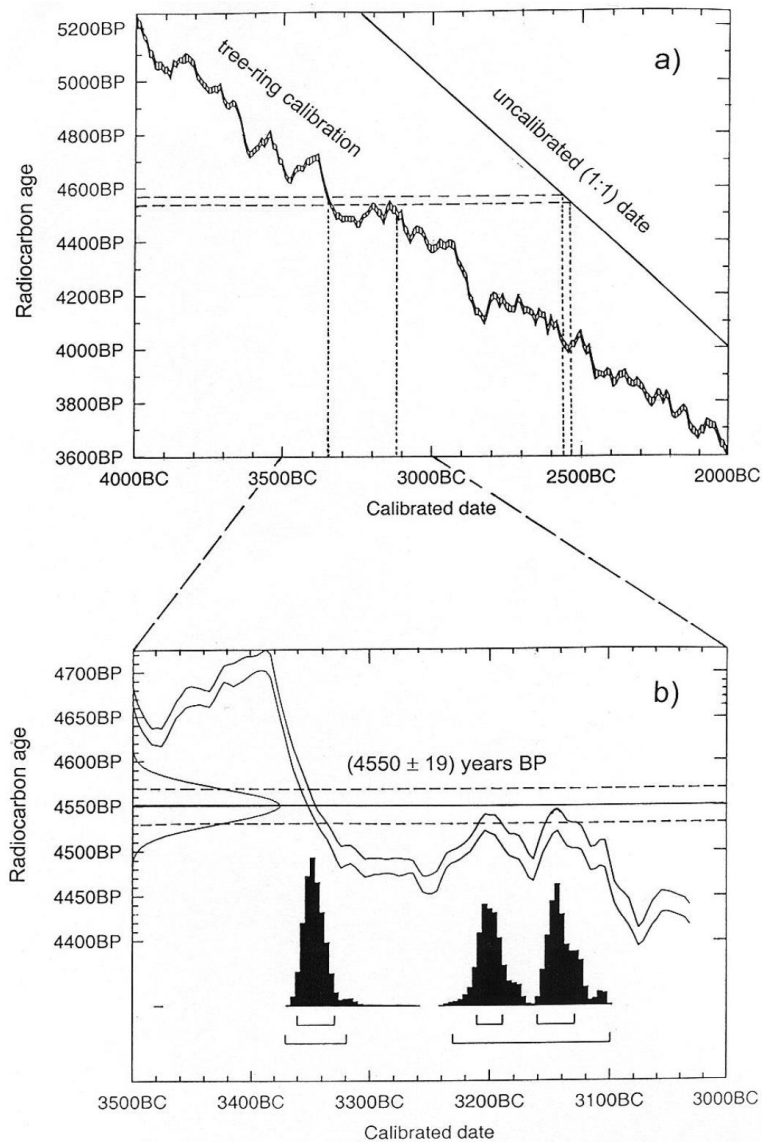 5200BP
5000BP
4800BP
4600BP
4400BP
4200BP
4000BP
3800BP
3600BP
Radiocarbon age
tree-ring calibration
uncalibrated (1:1) date
a)
4000BC 3500BC 3000BC 2500BC 2000BC
Calibrated date
4700BP
4650BP
4600BP
4550BP
4500BP
4450BP
4400BP
Radiocarbon age
b)
(4550 ± 19) years BP
3500BC 3400BC 3300BC 3200BC 3100BC 3000BC
Calibrated date